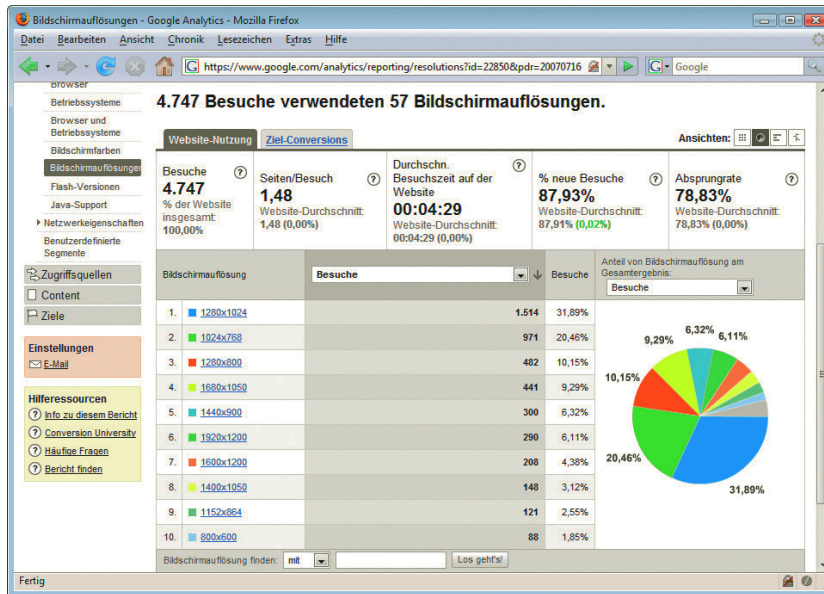 Bildschirmauflösungen - Google Analytics - Mozilla Firefox
Datei Bearbeiten Ansicht Chronik Lesezeichen Extras Hilfe
G https://www.google.com/analytics/reporting/resolutions?id=22850&pdr=20070716
G Google
Browser
Betriebssysteme
Browser und
Betriebssysteme
Bildschirmfarben
Bildschirmauflösungen
Flash-Versionen
Java-Support
Netzwerkeigenschaften
Benutzerdefinierte
Segmente
Zugriffsquellen
Content
Ziele
Einstellungen
E-Mail
Hilferessourcen
? Info zu diesem Bericht
? Conversion University
? Häufige Fragen
? Bericht finden
4.747 Besuche verwendeten 57 Bildschirmauflösungen.
Website-Nutzung Ziel-Conversions
Ansichten:
Besuche ?
4.747
% der Website
insgesamt:
100,00%
Seiten/Besuch ?
1,48
Website-Durchschnitt:
1,48 (0,00%)
Durchschn. ?
Besuchszeit auf der
Website
00:04:29
Website-Durchschnitt:
00:04:29 (0,00%)
% neue Besuche ?
87,93%
Website-Durchschnitt:
87,91% (0,02%)
Absprungrate ?
78,83%
Website-Durchschnitt:
78,83% (0,00%)
Bildschirmauflösung Besuche Besuche
Anteil von Bildschirmauflösung am
Gesamtergebnis:
Besuche
1. 1280x1024 1.514 31,89%
2. 1024x768 971 20,46%
3. 1280x800 482 10,15%
4. 1680x1050 441 9,29%
5. 1440x900 300 6,32%
6. 1920x1200 290 6,11%
7. 1600x1200 208 4,38%
8. 1400x1050 148 3,12%
9. 1152x864 121 2,55%
10. 800x600 88 1,85%
6,32%
6,11%
9,29%
10,15%
20,46%
31,89%
Bildschirmauflösung finden: mit Los geht's!
Fertig